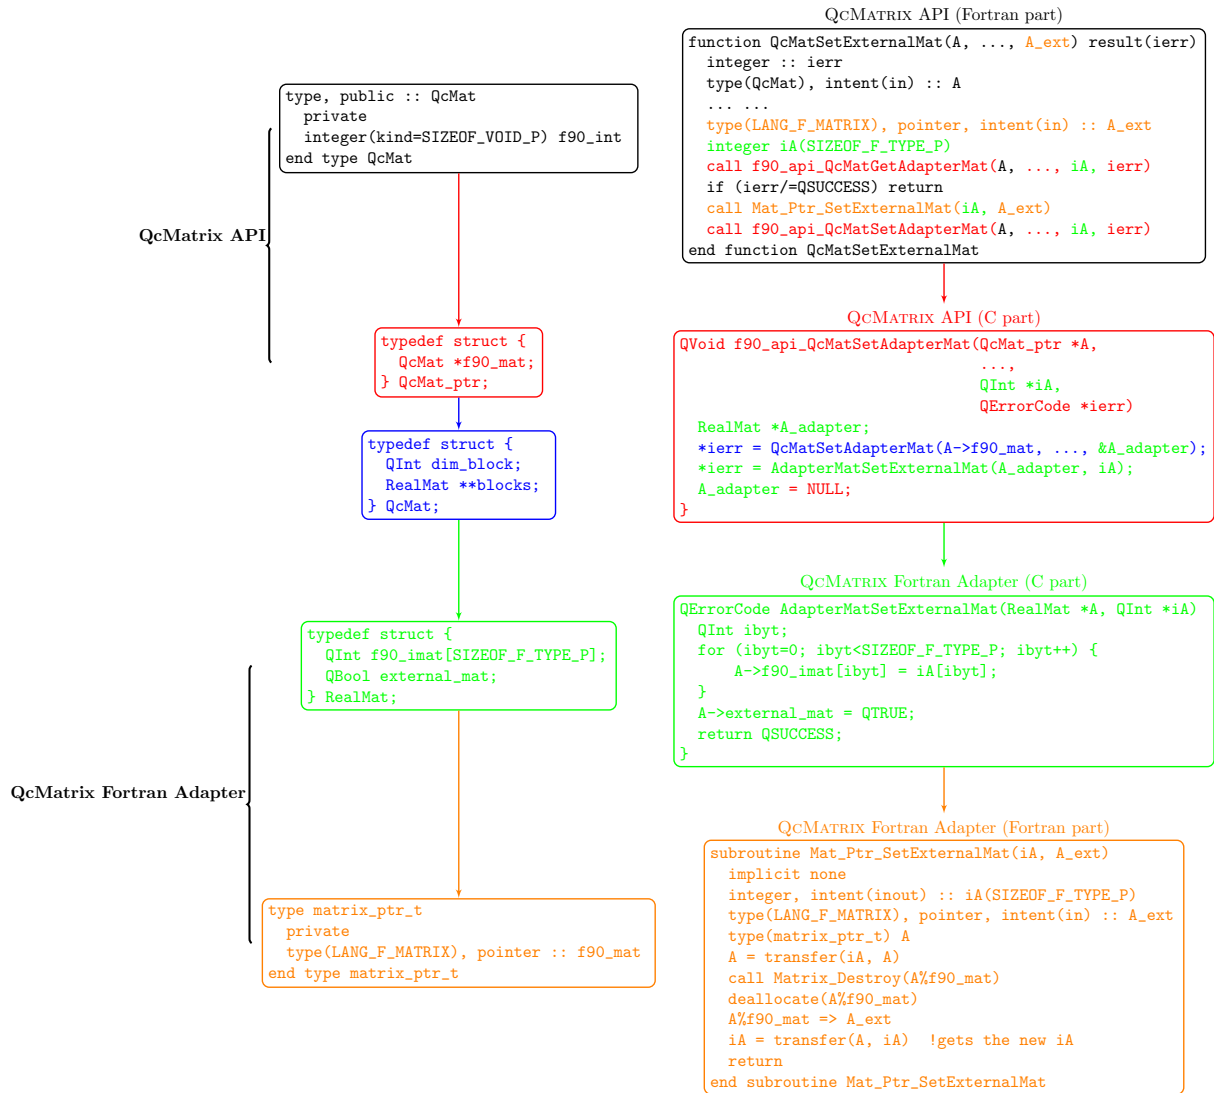 type, public :: QcMat
  private
  integer(kind=SIZEOF_VOID_P) f90_int
end type QcMat
QcMatrix API
typedef struct {
  QcMat *f90_mat;
} QcMat_ptr;
typedef struct {
  QInt dim_block;
  RealMat **blocks;
} QcMat;
typedef struct {
  QInt f90_imat[SIZEOF_F_TYPE_P];
  QBool external_mat;
} RealMat;
QcMatrix Fortran Adapter
type matrix_ptr_t
  private
  type(LANG_F_MATRIX), pointer :: f90_mat
end type matrix_ptr_t
QcMatrix API (Fortran part)
function QcMatSetExternalMat(A, ..., A_ext) result(ierr)
  integer :: ierr
  type(QcMat), intent(in) :: A
  ... ...
  type(LANG_F_MATRIX), pointer, intent(in) :: A_ext
  integer iA(SIZEOF_F_TYPE_P)
  call f90_api_QcMatGetAdapterMat(A, ..., iA, ierr)
  if (ierr/=QSUCCESS) return
  call Mat_Ptr_SetExternalMat(iA, A_ext)
  call f90_api_QcMatSetAdapterMat(A, ..., iA, ierr)
end function QcMatSetExternalMat
QcMatrix API (C part)
QVoid f90_api_QcMatSetAdapterMat(QcMat_ptr *A,
                                 ...,
                                 QInt *iA,
                                 QErrorCode *ierr)
  RealMat *A_adapter;
  *ierr = QcMatSetAdapterMat(A->f90_mat, ..., &A_adapter);
  *ierr = AdapterMatSetExternalMat(A_adapter, iA);
  A_adapter = NULL;
}
QcMatrix Fortran Adapter (C part)
QErrorCode AdapterMatSetExternalMat(RealMat *A, QInt *iA)
  QInt ibyt;
  for (ibyt=0; ibyt<SIZEOF_F_TYPE_P; ibyt++) {
      A->f90_imat[ibyt] = iA[ibyt];
  }
  A->external_mat = QTRUE;
  return QSUCCESS;
}
QcMatrix Fortran Adapter (Fortran part)
subroutine Mat_Ptr_SetExternalMat(iA, A_ext)
  implicit none
  integer, intent(inout) :: iA(SIZEOF_F_TYPE_P)
  type(LANG_F_MATRIX), pointer, intent(in) :: A_ext
  type(matrix_ptr_t) A
  A = transfer(iA, A)
  call Matrix_Destroy(A%f90_mat)
  deallocate(A%f90_mat)
  A%f90_mat => A_ext
  iA = transfer(A, iA)  !gets the new iA
  return
end subroutine Mat_Ptr_SetExternalMat